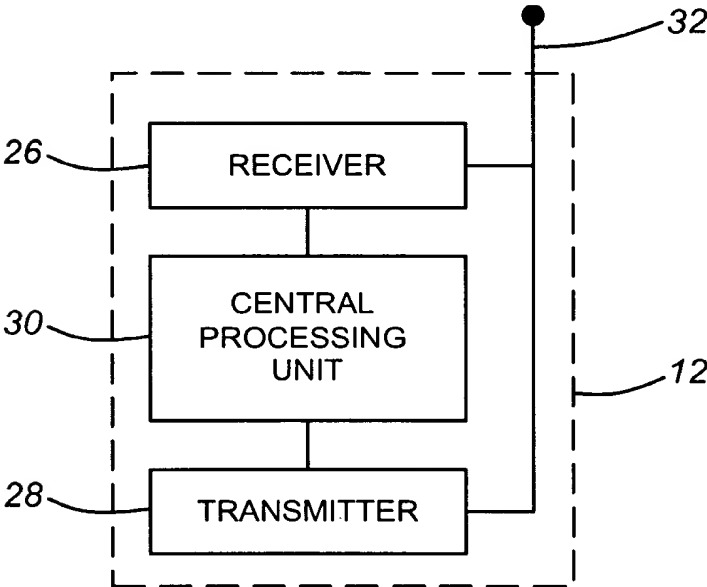 32
26
RECEIVER
30
CENTRAL
PROCESSING
UNIT
12
28
TRANSMITTER